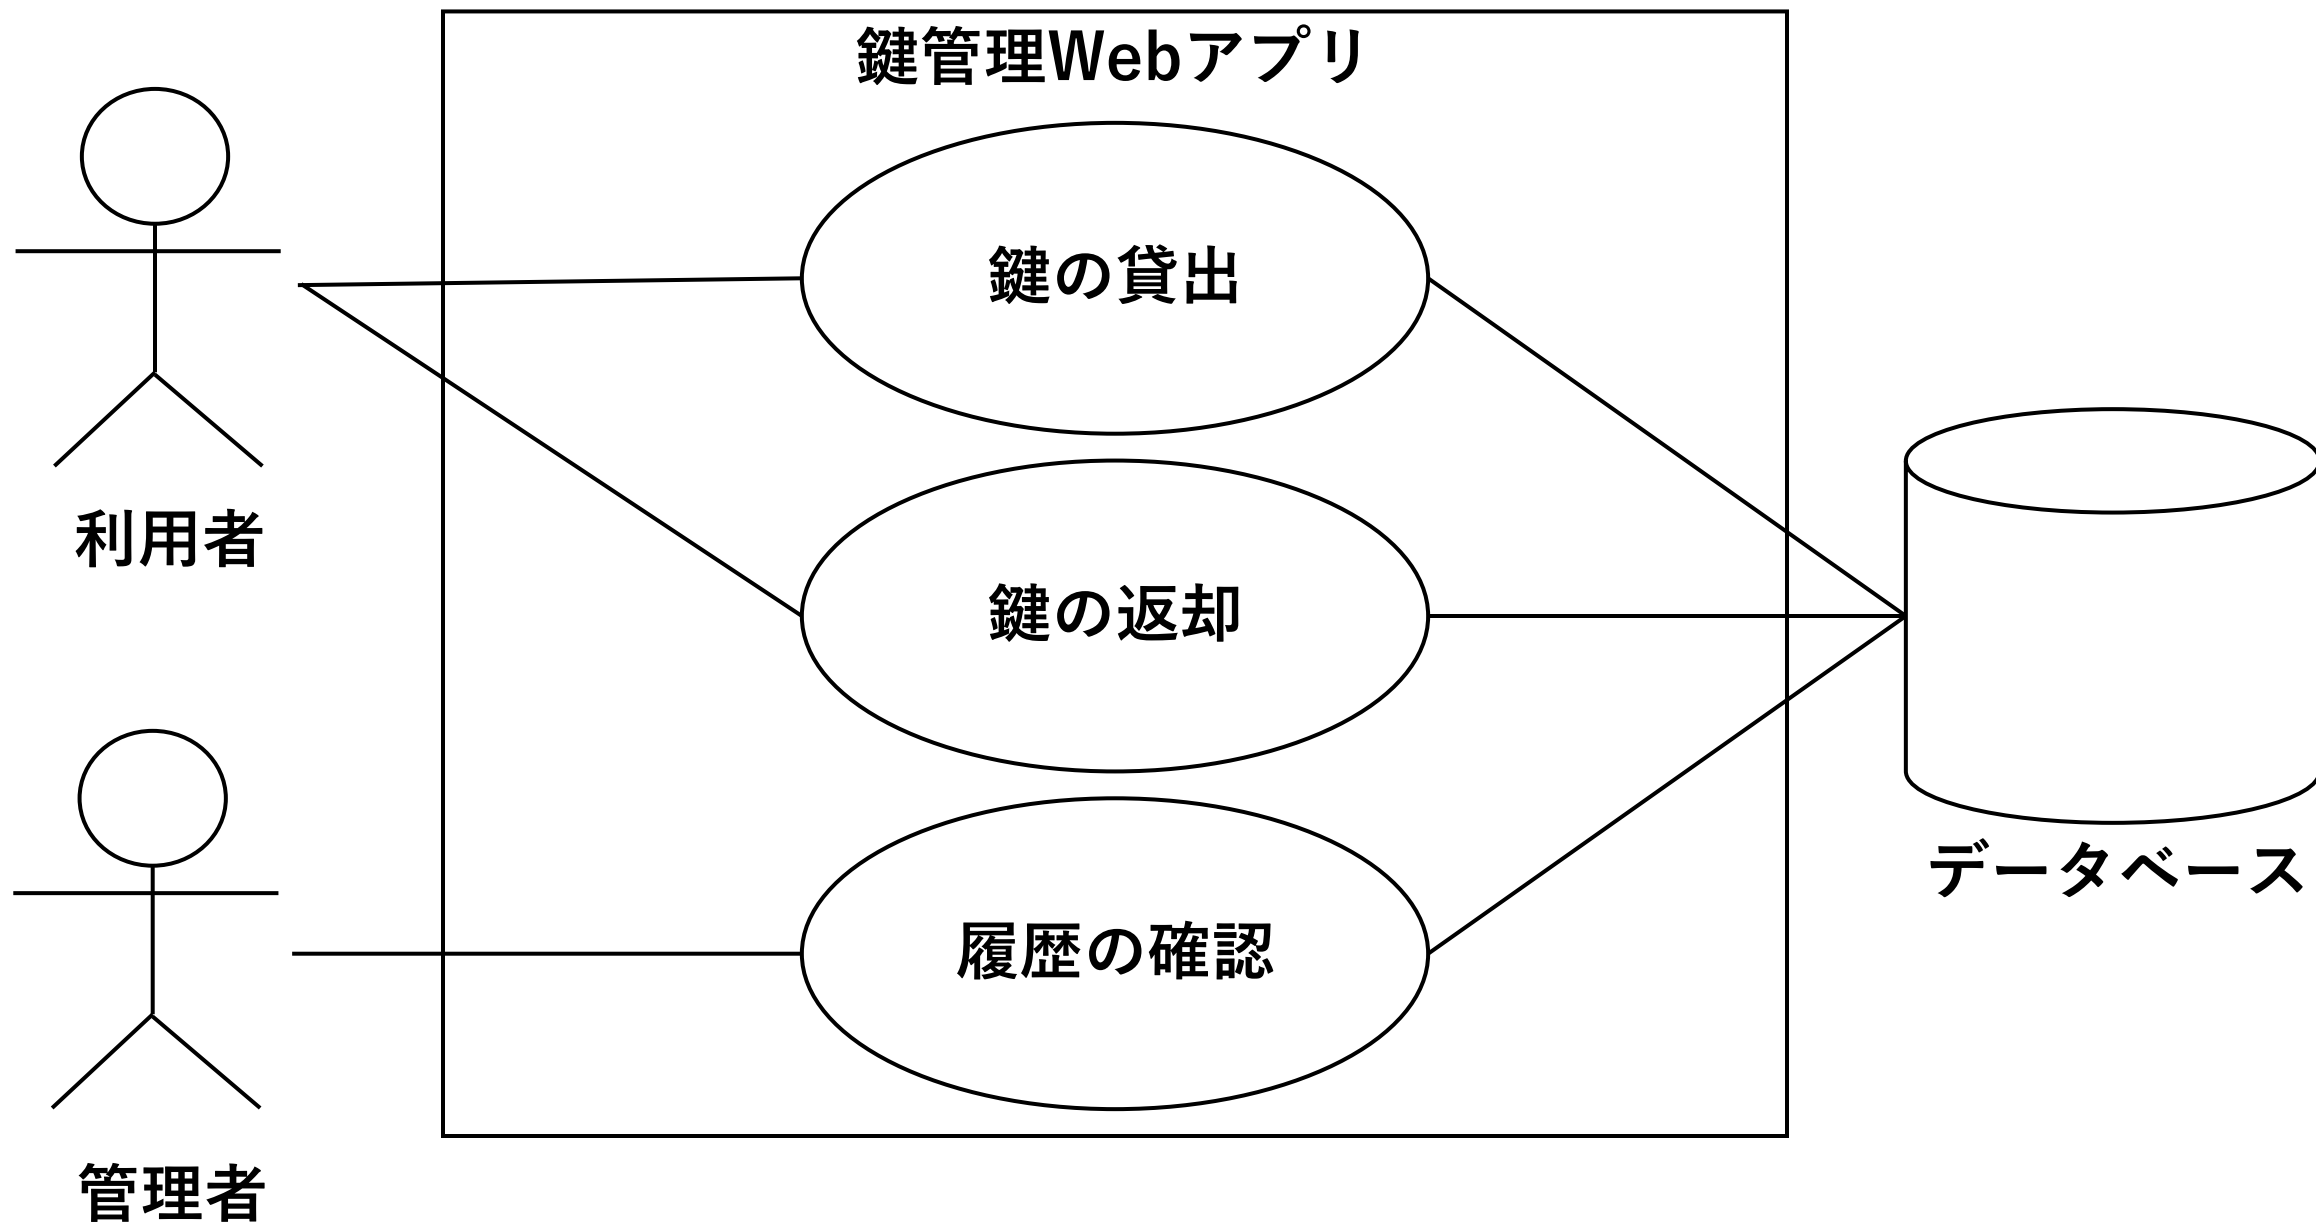 鍵管理Webアプリ
鍵の貸出
利用者
鍵の返却
データベース
履歴の確認
管理者